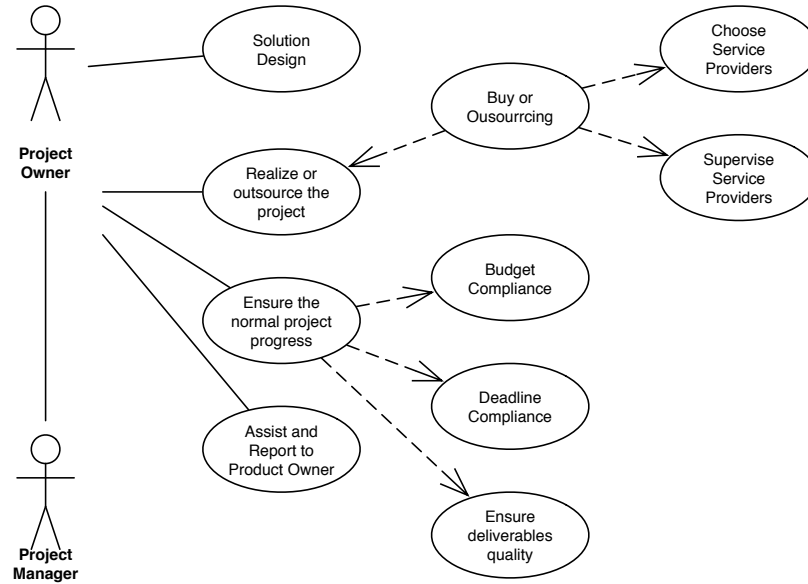 Solution
Design
Choose
Service
Providers
Buy or
Ousourrcing
Project
Owner
Realize or
outsource the
project
Supervise
Service
Providers
Ensure the
normal project
progress
Budget
Compliance
Deadline
Compliance
Assist and
Report to
Product Owner
Ensure
deliverables
quality
Project
Manager